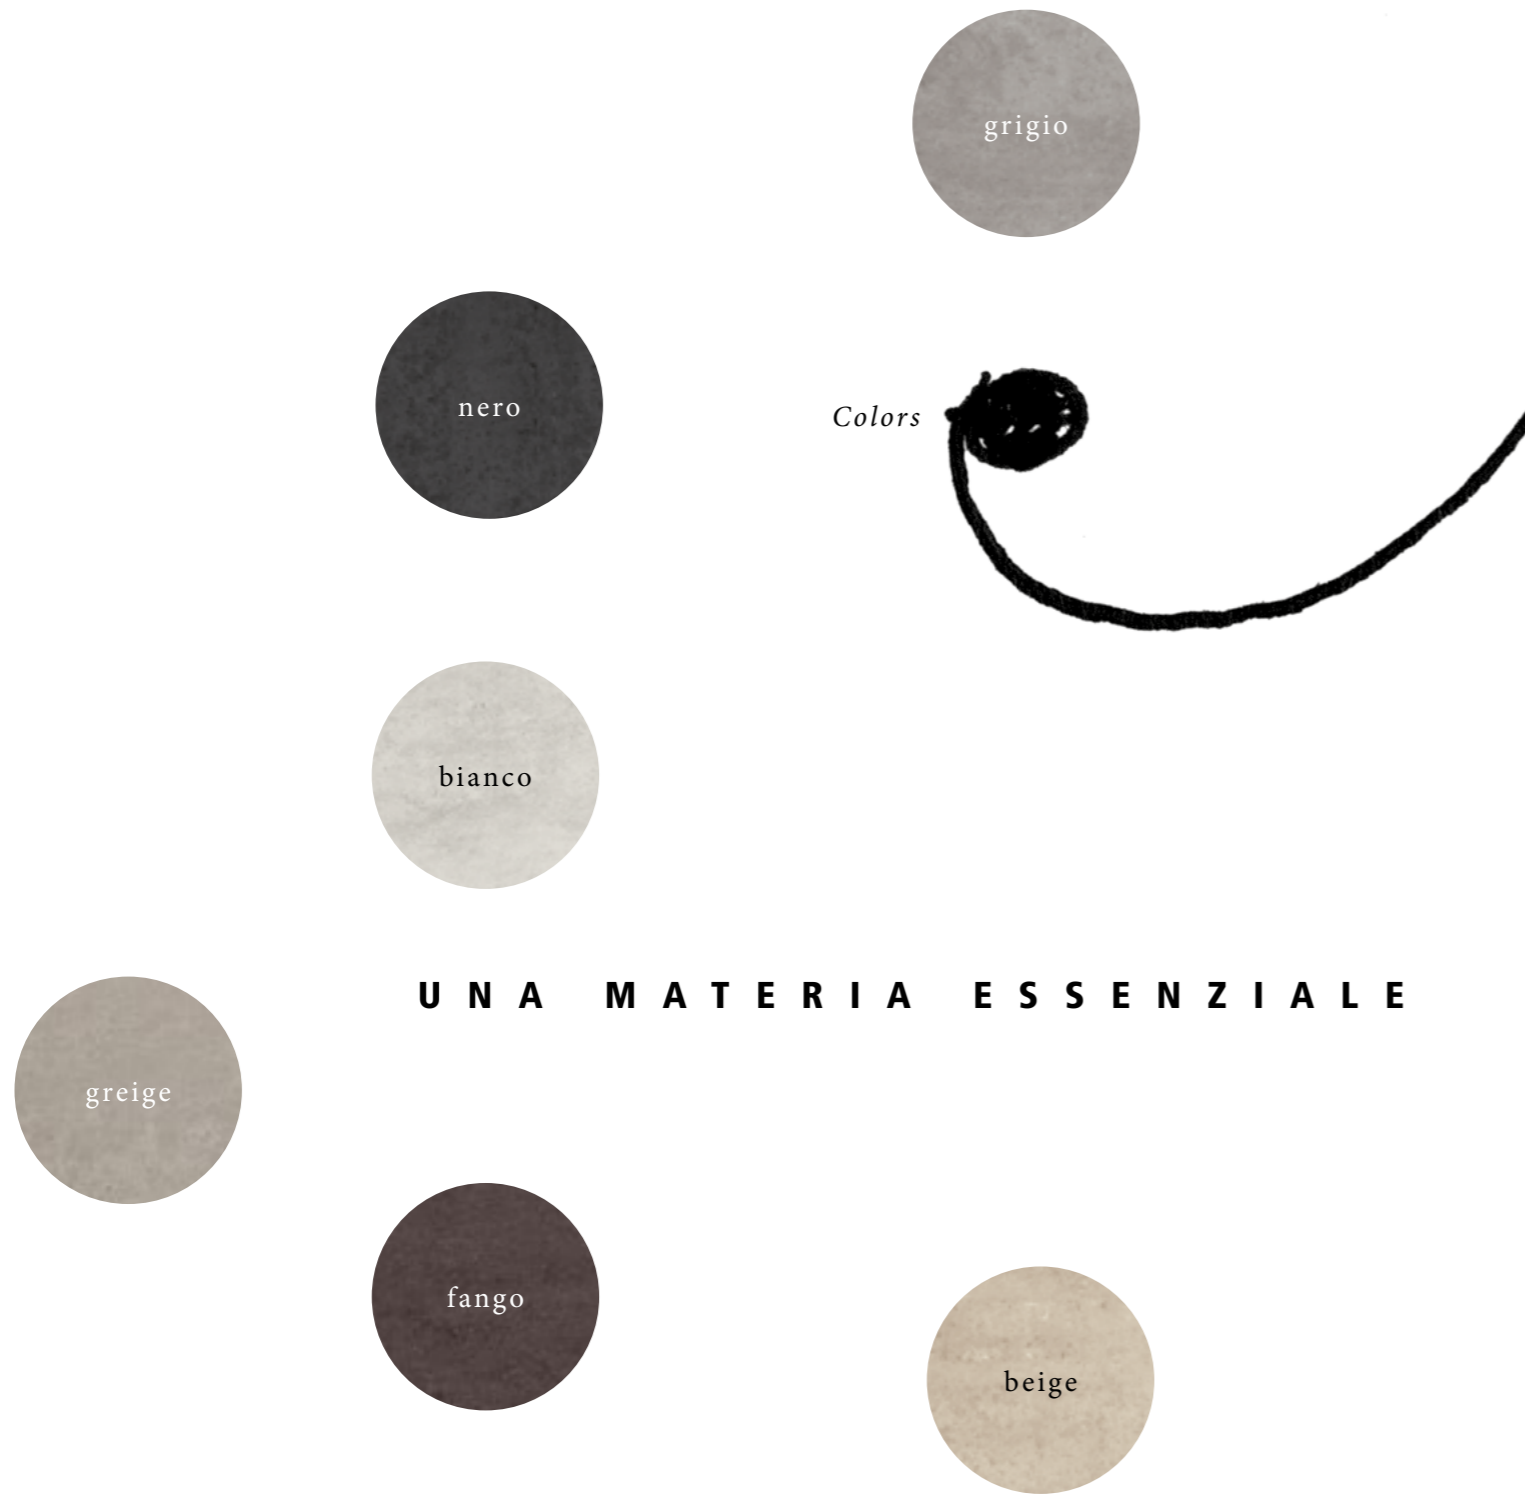 grigio
nero
Colors
bianco
UNA MATERIA ESSENZIALE
greige
fango
beige